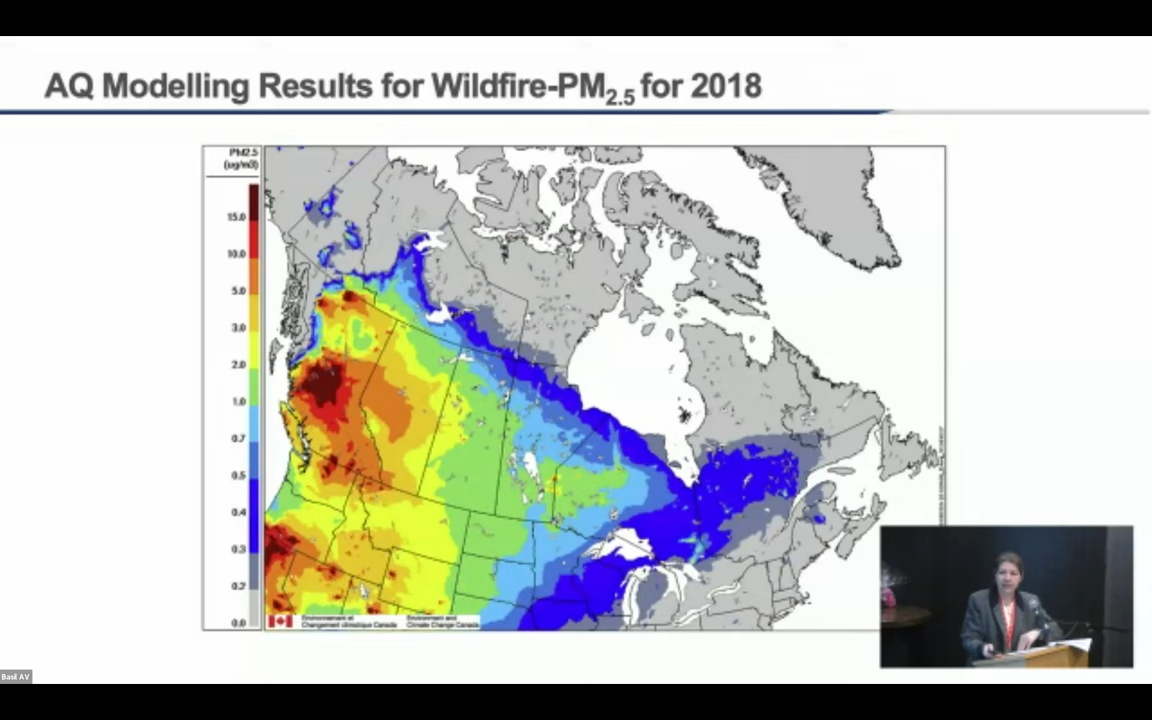 AQ Modelling Results for Wildfire-PM2.5 for 2018
PM2.5
(ug/m3)
15.0
10.0
5.0
3.0
2.0
1.0
0.7
0.5
0.4
0.3
0.2
0.0
Environnement et
Changement climatique Canada
Environment and
Climate Change Canada
Basil AV